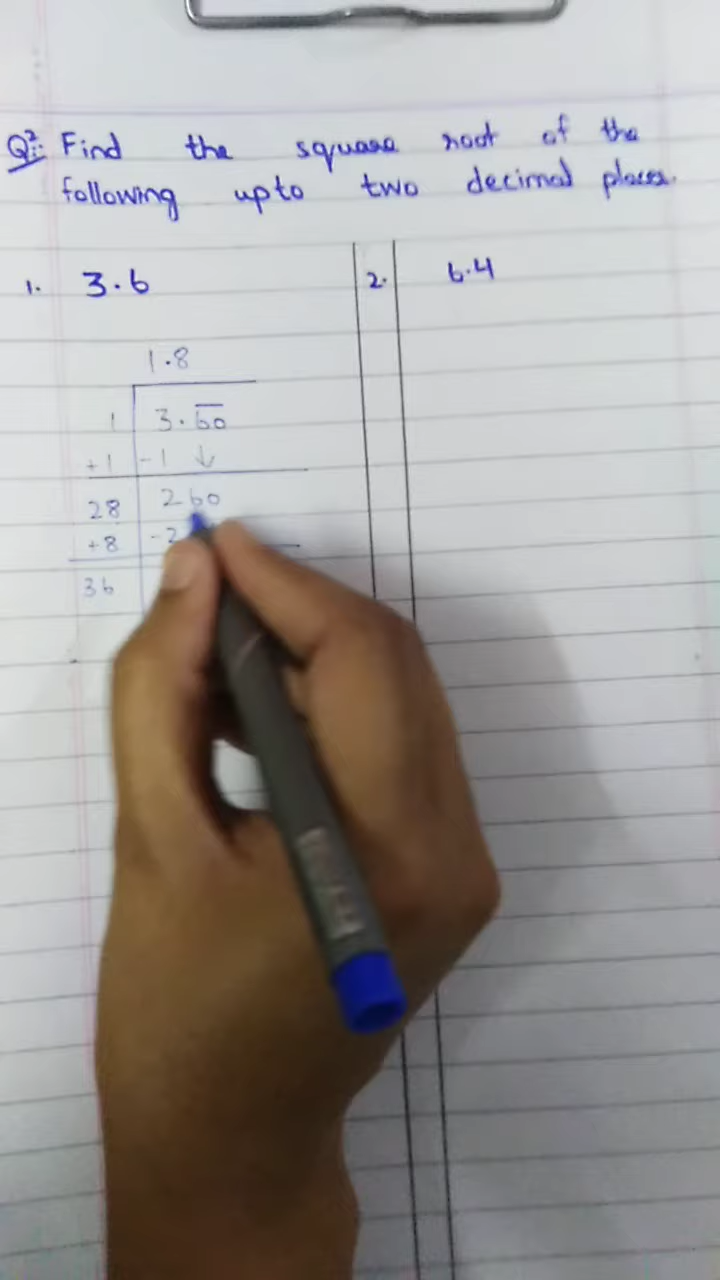 Q2: Find the square root of the
following upto two decimal places.
1. 3.6
2. 6.4
1.8
1 3.60
+1 -1 ↓
28 260
+8 -2
36